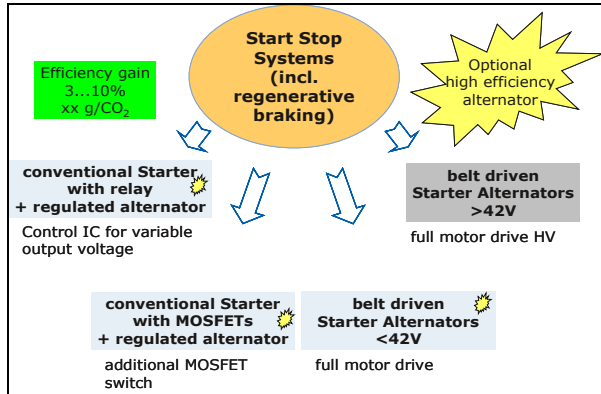 Start Stop
Systems
(incl.
regenerative
braking)
Efficiency gain
3...10%
xx g/CO₂
Optional
high efficiency
alternator
conventional Starter
with relay
+ regulated alternator
Control IC for variable
output voltage
belt driven
Starter Alternators
>42V
full motor drive HV
conventional Starter
with MOSFETs
+ regulated alternator
additional MOSFET
switch
belt driven
Starter Alternators
<42V
full motor drive